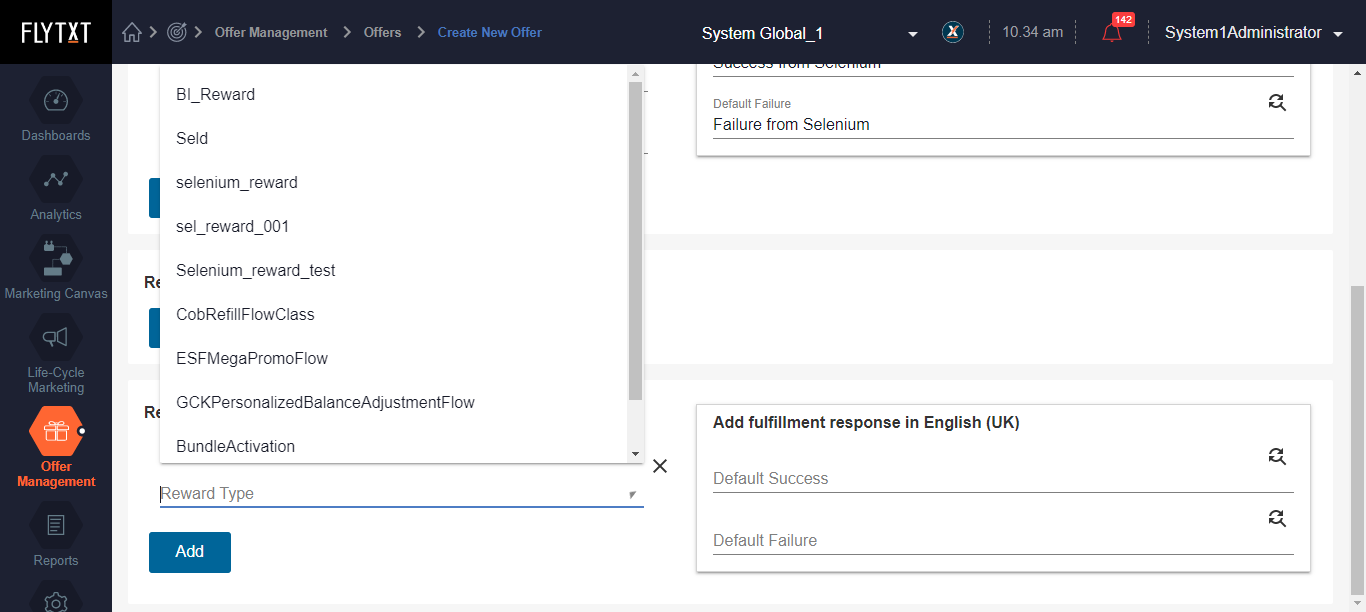 FLYTXT
Offer Management
Offers
Create New Offer
System Global_1
10.34 am
142
System1Administrator
Dashboards
Analytics
Marketing Canvas
Life-Cycle
Marketing
Offer
Management
Reports
BI_Reward
Seld
selenium_reward
sel_reward_001
Selenium_reward_test
CobRefillFlowClass
ESFMegaPromoFlow
GCKPersonalizedBalanceAdjustmentFlow
BundleActivation
Re
Re
Reward Type
Add
Success from Selenium
Default Failure
Failure from Selenium
Add fulfillment response in English (UK)
Default Success
Default Failure